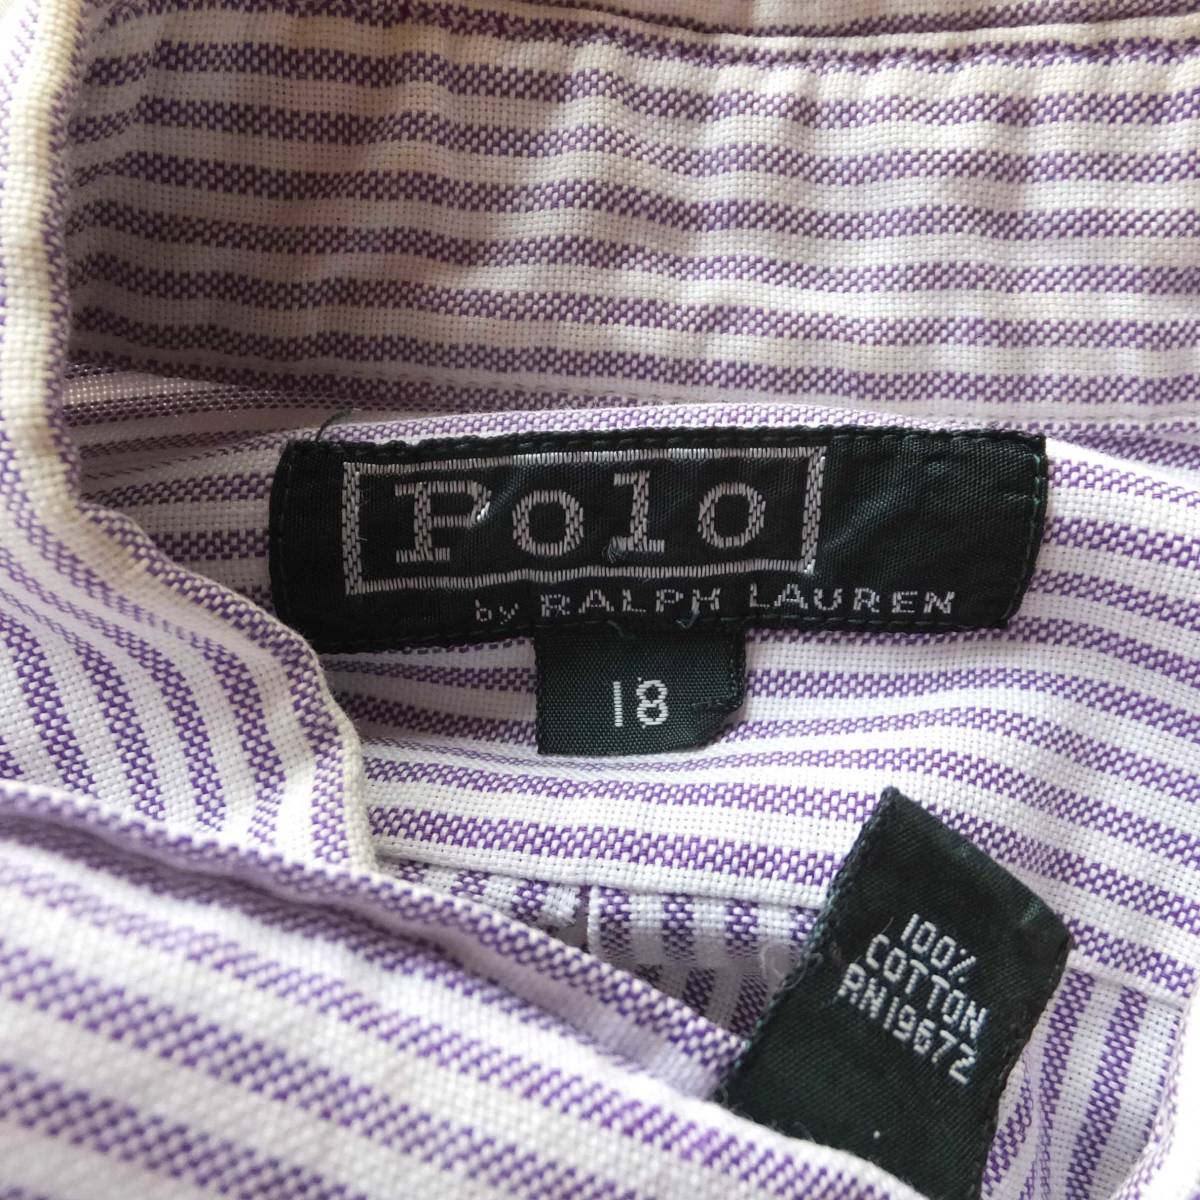 Polo
by RALPH LAUREN
18
100%
COTTON
RN19672